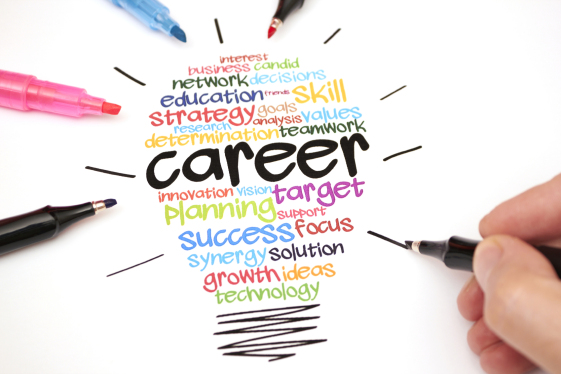 interest
business candid
network decisions
education friends skill
strategy goals
analysis values
research
determination teamwork
career
innovation vision target
planning support
success focus
synergy solution
growth ideas
technology